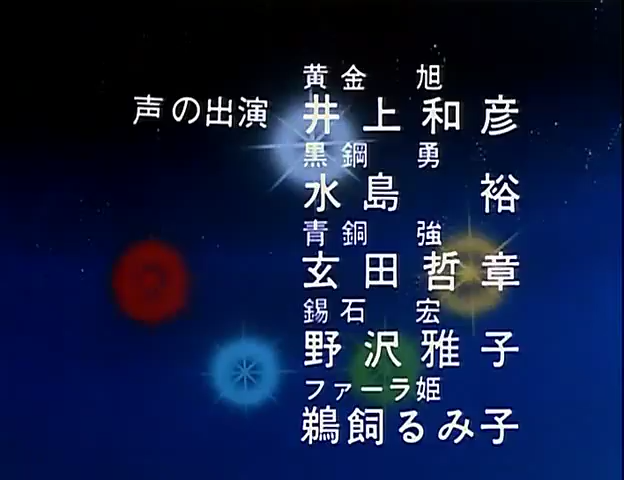 黄金 旭
声の出演 井上和彦
黒鋼 勇
水島 裕
青銅 強
玄田哲章
錫石 宏
野沢雅子
ファーラ姫
鵜飼るみ子